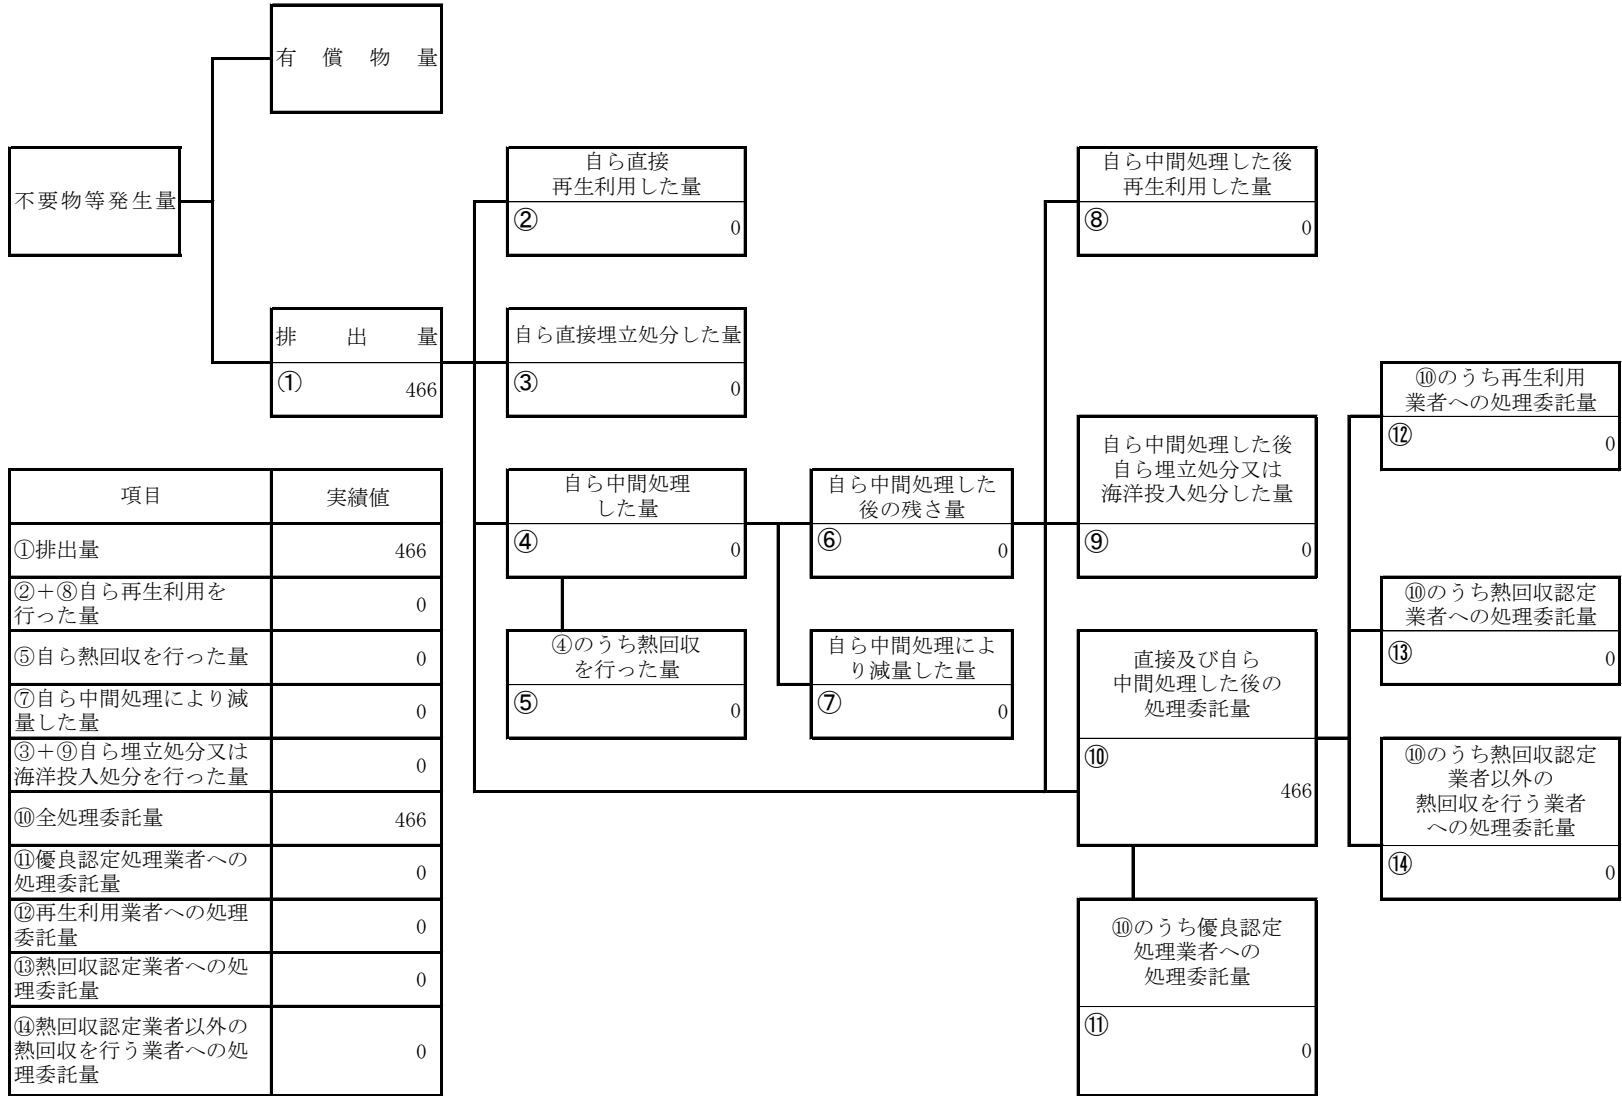 有償物量
不要物等発生量
排出量
① 466
自ら直接
再生利用した量
② 0
自ら直接埋立処分した量
③ 0
自ら中間処理
した量
④ 0
④のうち熱回収
を行った量
⑤ 0
自ら中間処理した
後の残さ量
⑥ 0
自ら中間処理によ
り減量した量
⑦ 0
自ら中間処理した後
再生利用した量
⑧ 0
自ら中間処理した後
自ら埋立処分又は
海洋投入処分した量
⑨ 0
直接及び自ら
中間処理した後の
処理委託量
⑩ 466
⑩のうち優良認定
処理業者への
処理委託量
⑪ 0
⑩のうち再生利用
業者への処理委託量
⑫ 0
⑩のうち熱回収認定
業者への処理委託量
⑬ 0
⑩のうち熱回収認定
業者以外の
熱回収を行う業者
への処理委託量
⑭ 0
項目 実績値
①排出量 466
②＋⑧自ら再生利用を
行った量 0
⑤自ら熱回収を行った量 0
⑦自ら中間処理により減
量した量 0
③＋⑨自ら埋立処分又は
海洋投入処分を行った量 0
⑩全処理委託量 466
⑪優良認定処理業者への
処理委託量 0
⑫再生利用業者への処理
委託量 0
⑬熱回収認定業者への処
理委託量 0
⑭熱回収認定業者以外の
熱回収を行う業者への処
理委託量 0